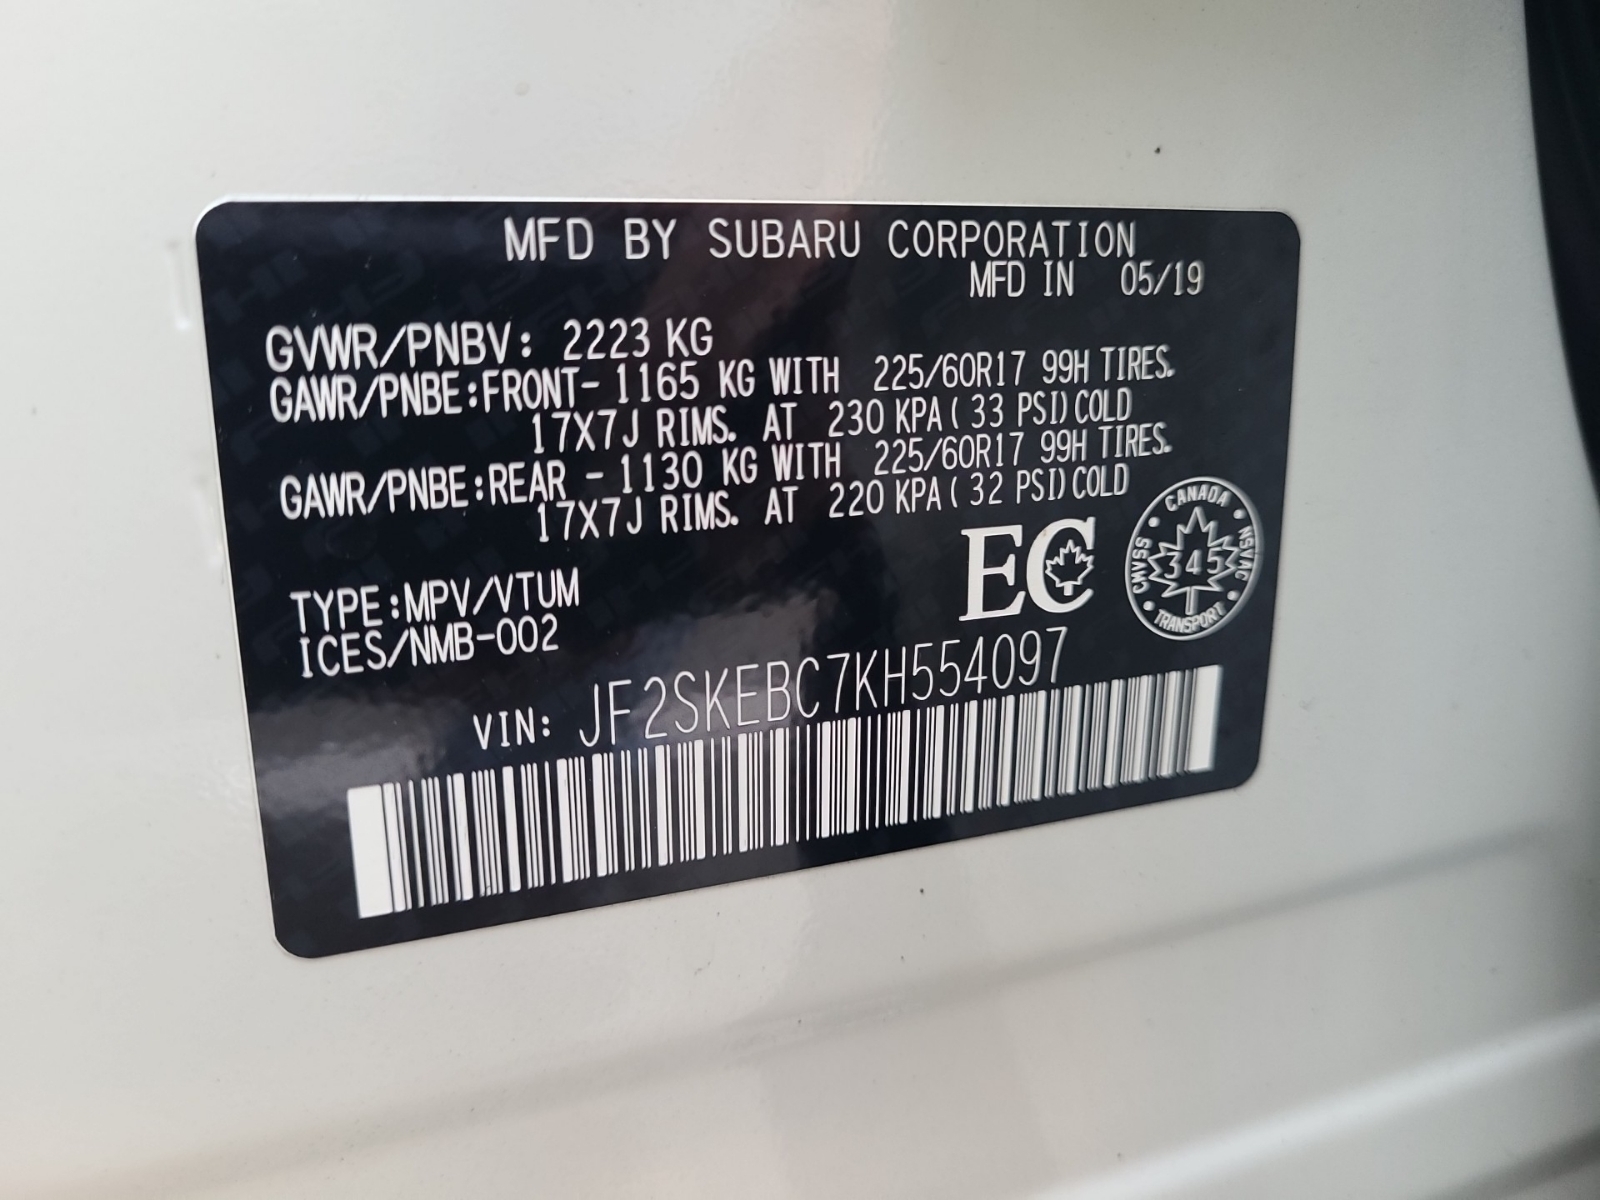 MFD BY SUBARU CORPORATION
MFD IN 05/19
GVWR/PNBV: 2223 KG
GAWR/PNBE:FRONT- 1165 KG WITH 225/60R17 99H TIRES.
17X7J RIMS. AT 230 KPA( 33 PSI)COLD
GAWR/PNBE:REAR - 1130 KG WITH 225/60R17 99H TIRES.
17X7J RIMS. AT 220 KPA( 32 PSI)COLD
EC
CANADA
CMVSS 345 NSVAC
TRANSPORT
TYPE:MPV/VTUM
ICES/NMB-002
VIN: JF2SKEBC7KH554097